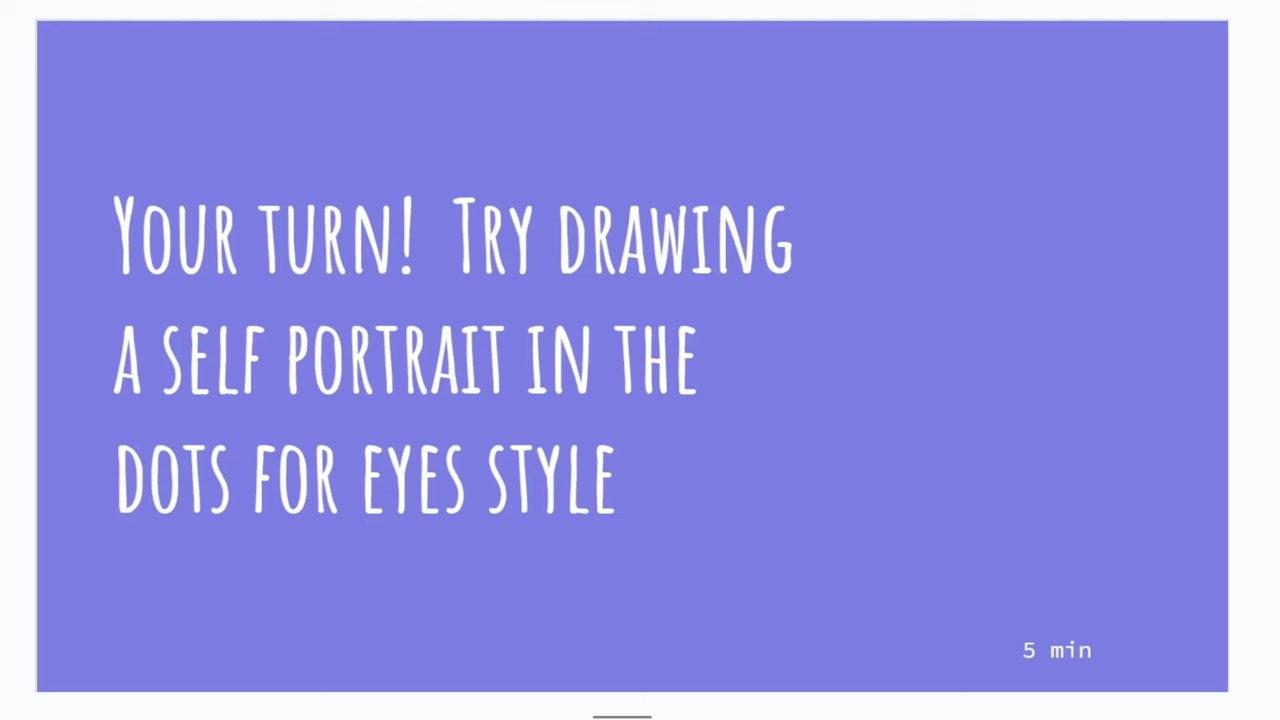 Your turn!  Try drawing
a self portrait in the
dots for eyes style
5 min